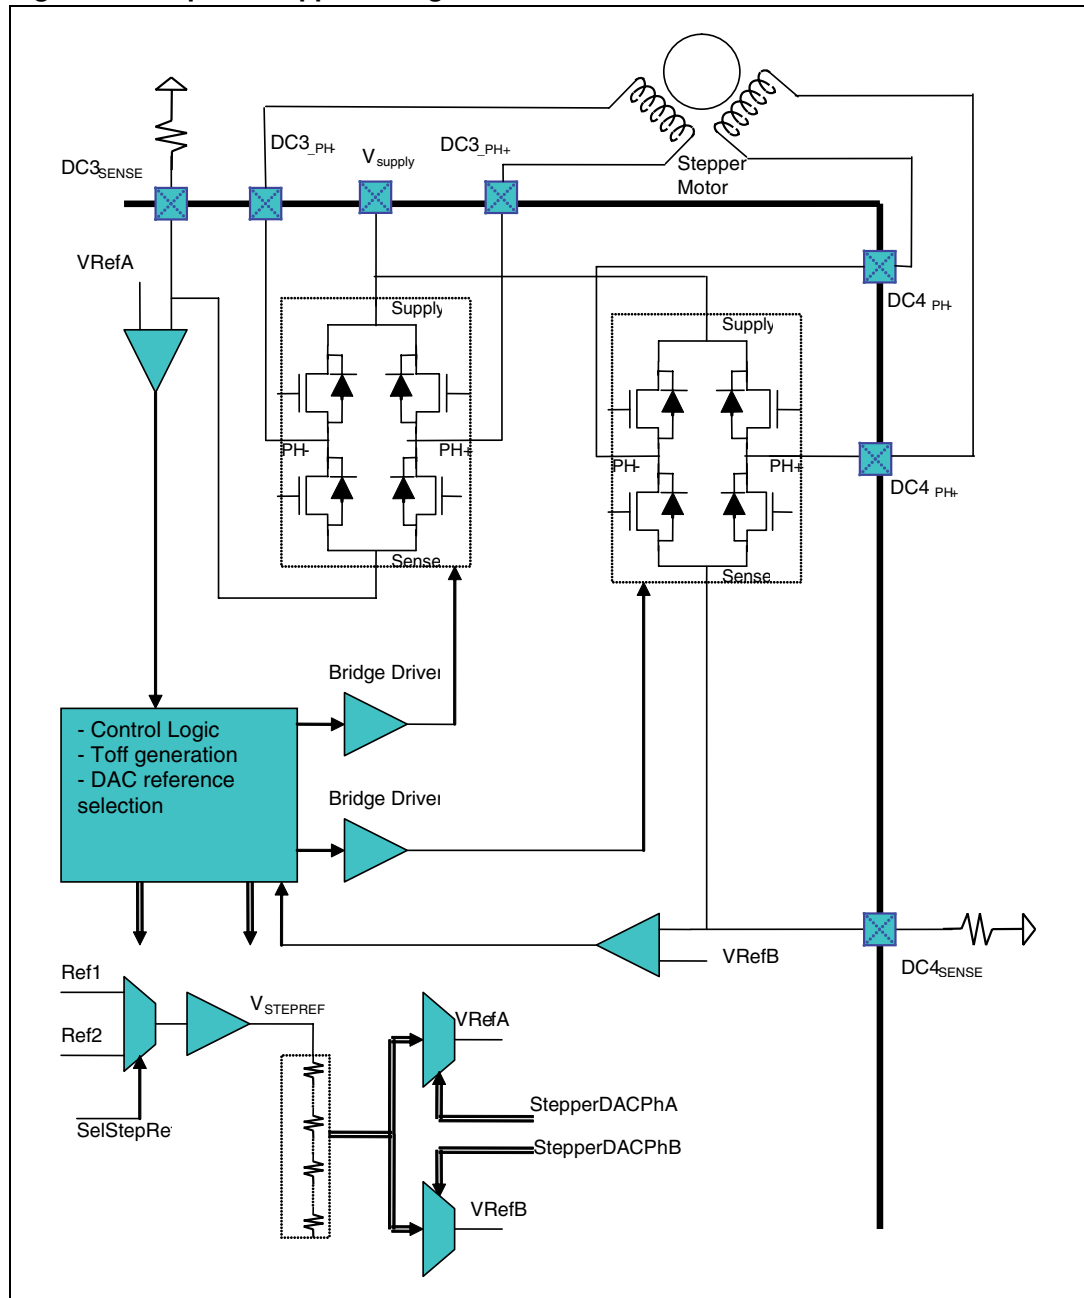 DC3_PH-
DC3_PH+
Vsupply
Stepper
Motor
DC3SENSE
VRefA
DC4 PH-
Supply
Supply
PH-
PH+
PH-
PH+
DC4 PH+
Sense
Sense
Bridge Driver
- Control Logic
- Toff generation
- DAC reference
selection
Bridge Driver
VRefB
DC4SENSE
Ref1
VSTEPREF
VRefA
Ref2
StepperDACPhA
SelStepRe
StepperDACPhB
VRefB